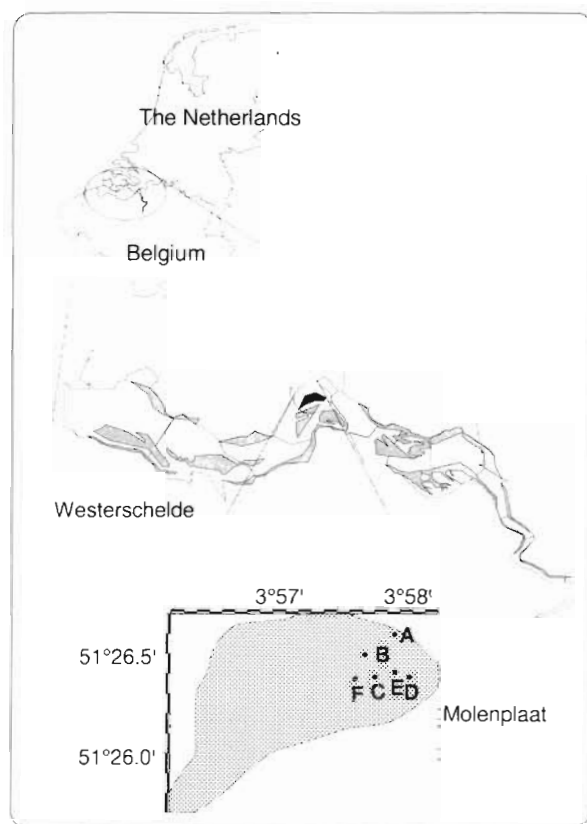 The Netherlands
Belgium
Westerschelde
3°57' 3°58'
A
51°26.5' B
F C E D
Molenplaat
51°26.0'